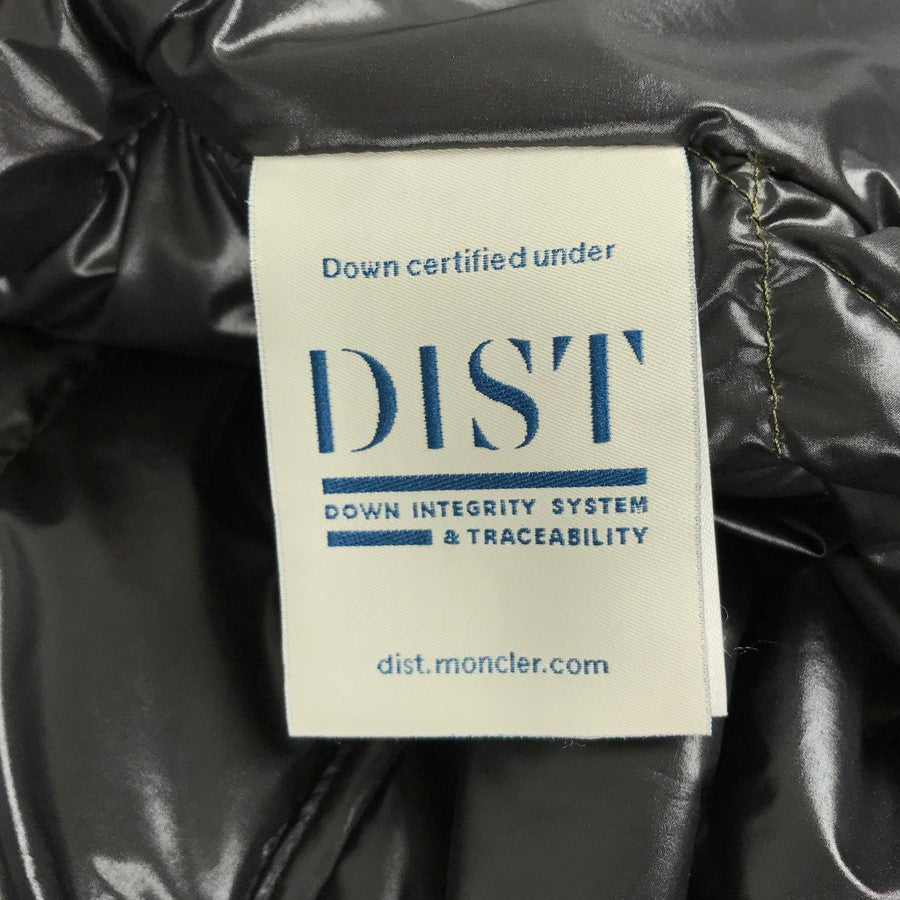 Down certified under
DIST
DOWN INTEGRITY SYSTEM
& TRACEABILITY
dist.moncler.com